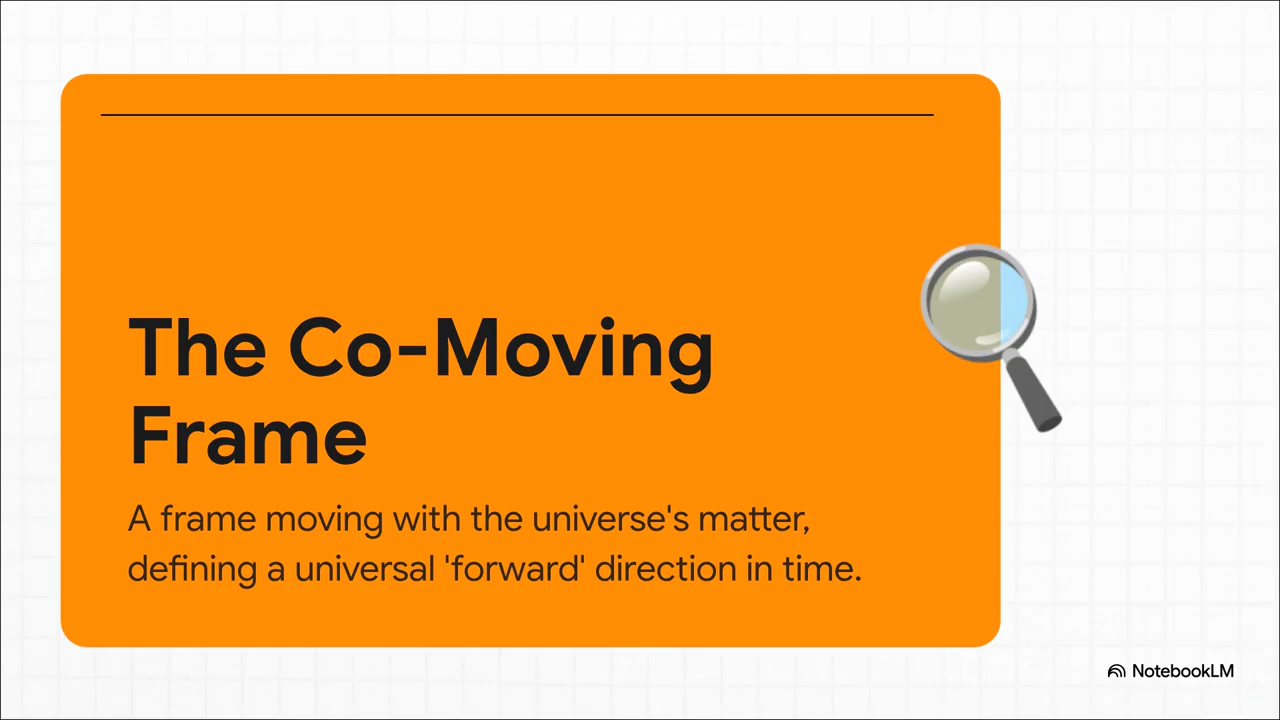 The Co-Moving
Frame
A frame moving with the universe's matter,
defining a universal 'forward' direction in time.
NotebookLM